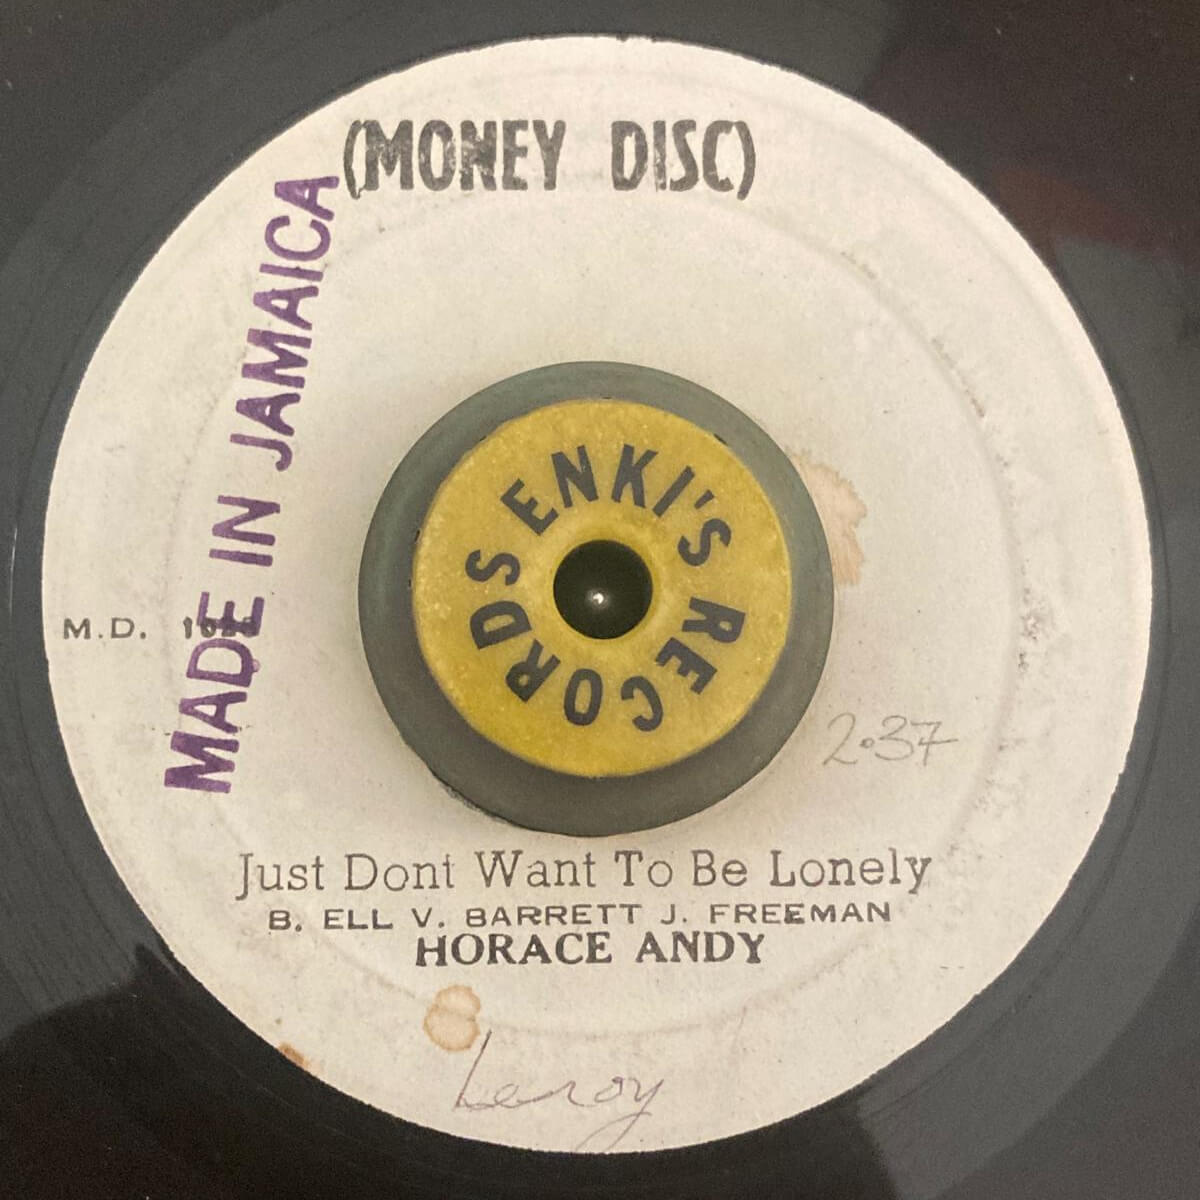 (MONEY DISC)
MADE IN JAMAICA
M.D.
ENKI'S RECORDS
2.37
Just Dont Want To Be Lonely
B. ELL V. BARRETT J. FREEMAN
HORACE ANDY
Leroy